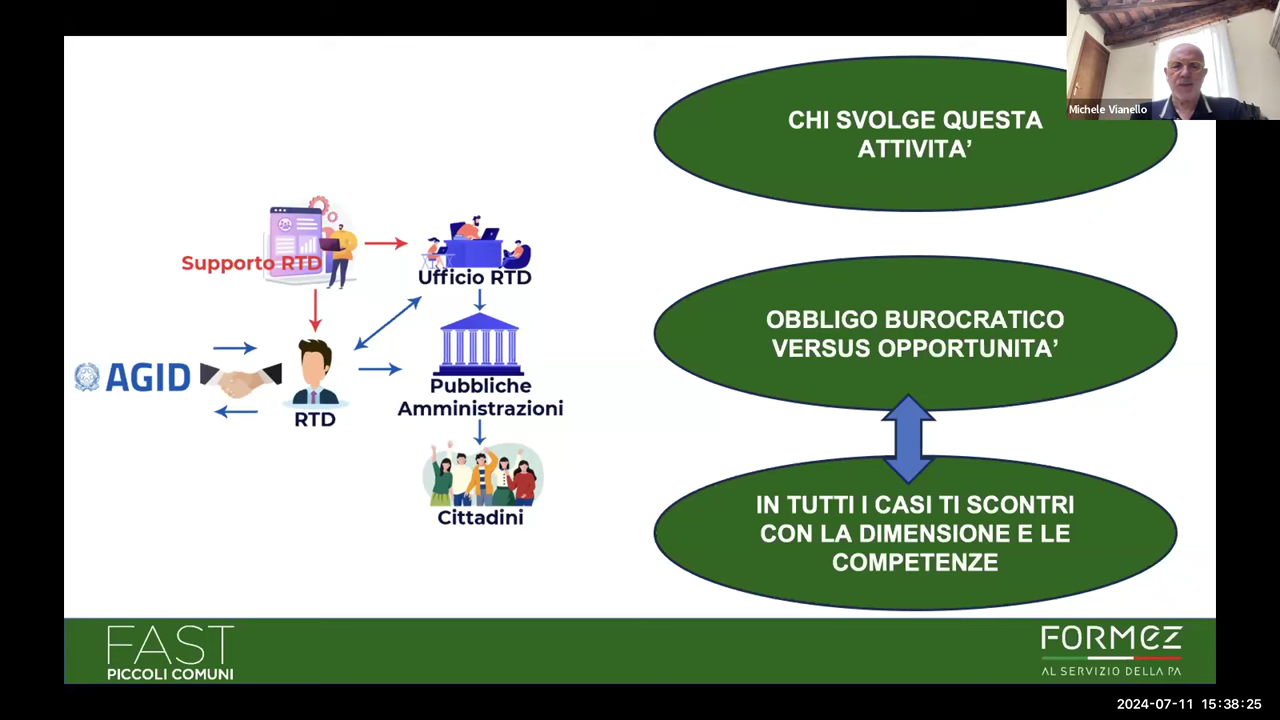 Michele Vianello
CHI SVOLGE QUESTA
ATTIVITA’
Supporto RTD
Ufficio RTD
AGID
RTD
Pubbliche
Amministrazioni
Cittadini
OBBLIGO BUROCRATICO
VERSUS OPPORTUNITA’
IN TUTTI I CASI TI SCONTRI
CON LA DIMENSIONE E LE
COMPETENZE
FAST
PICCOLI COMUNI
FORMEZ
AL SERVIZIO DELLA PA
2024-07-11 15:38:25